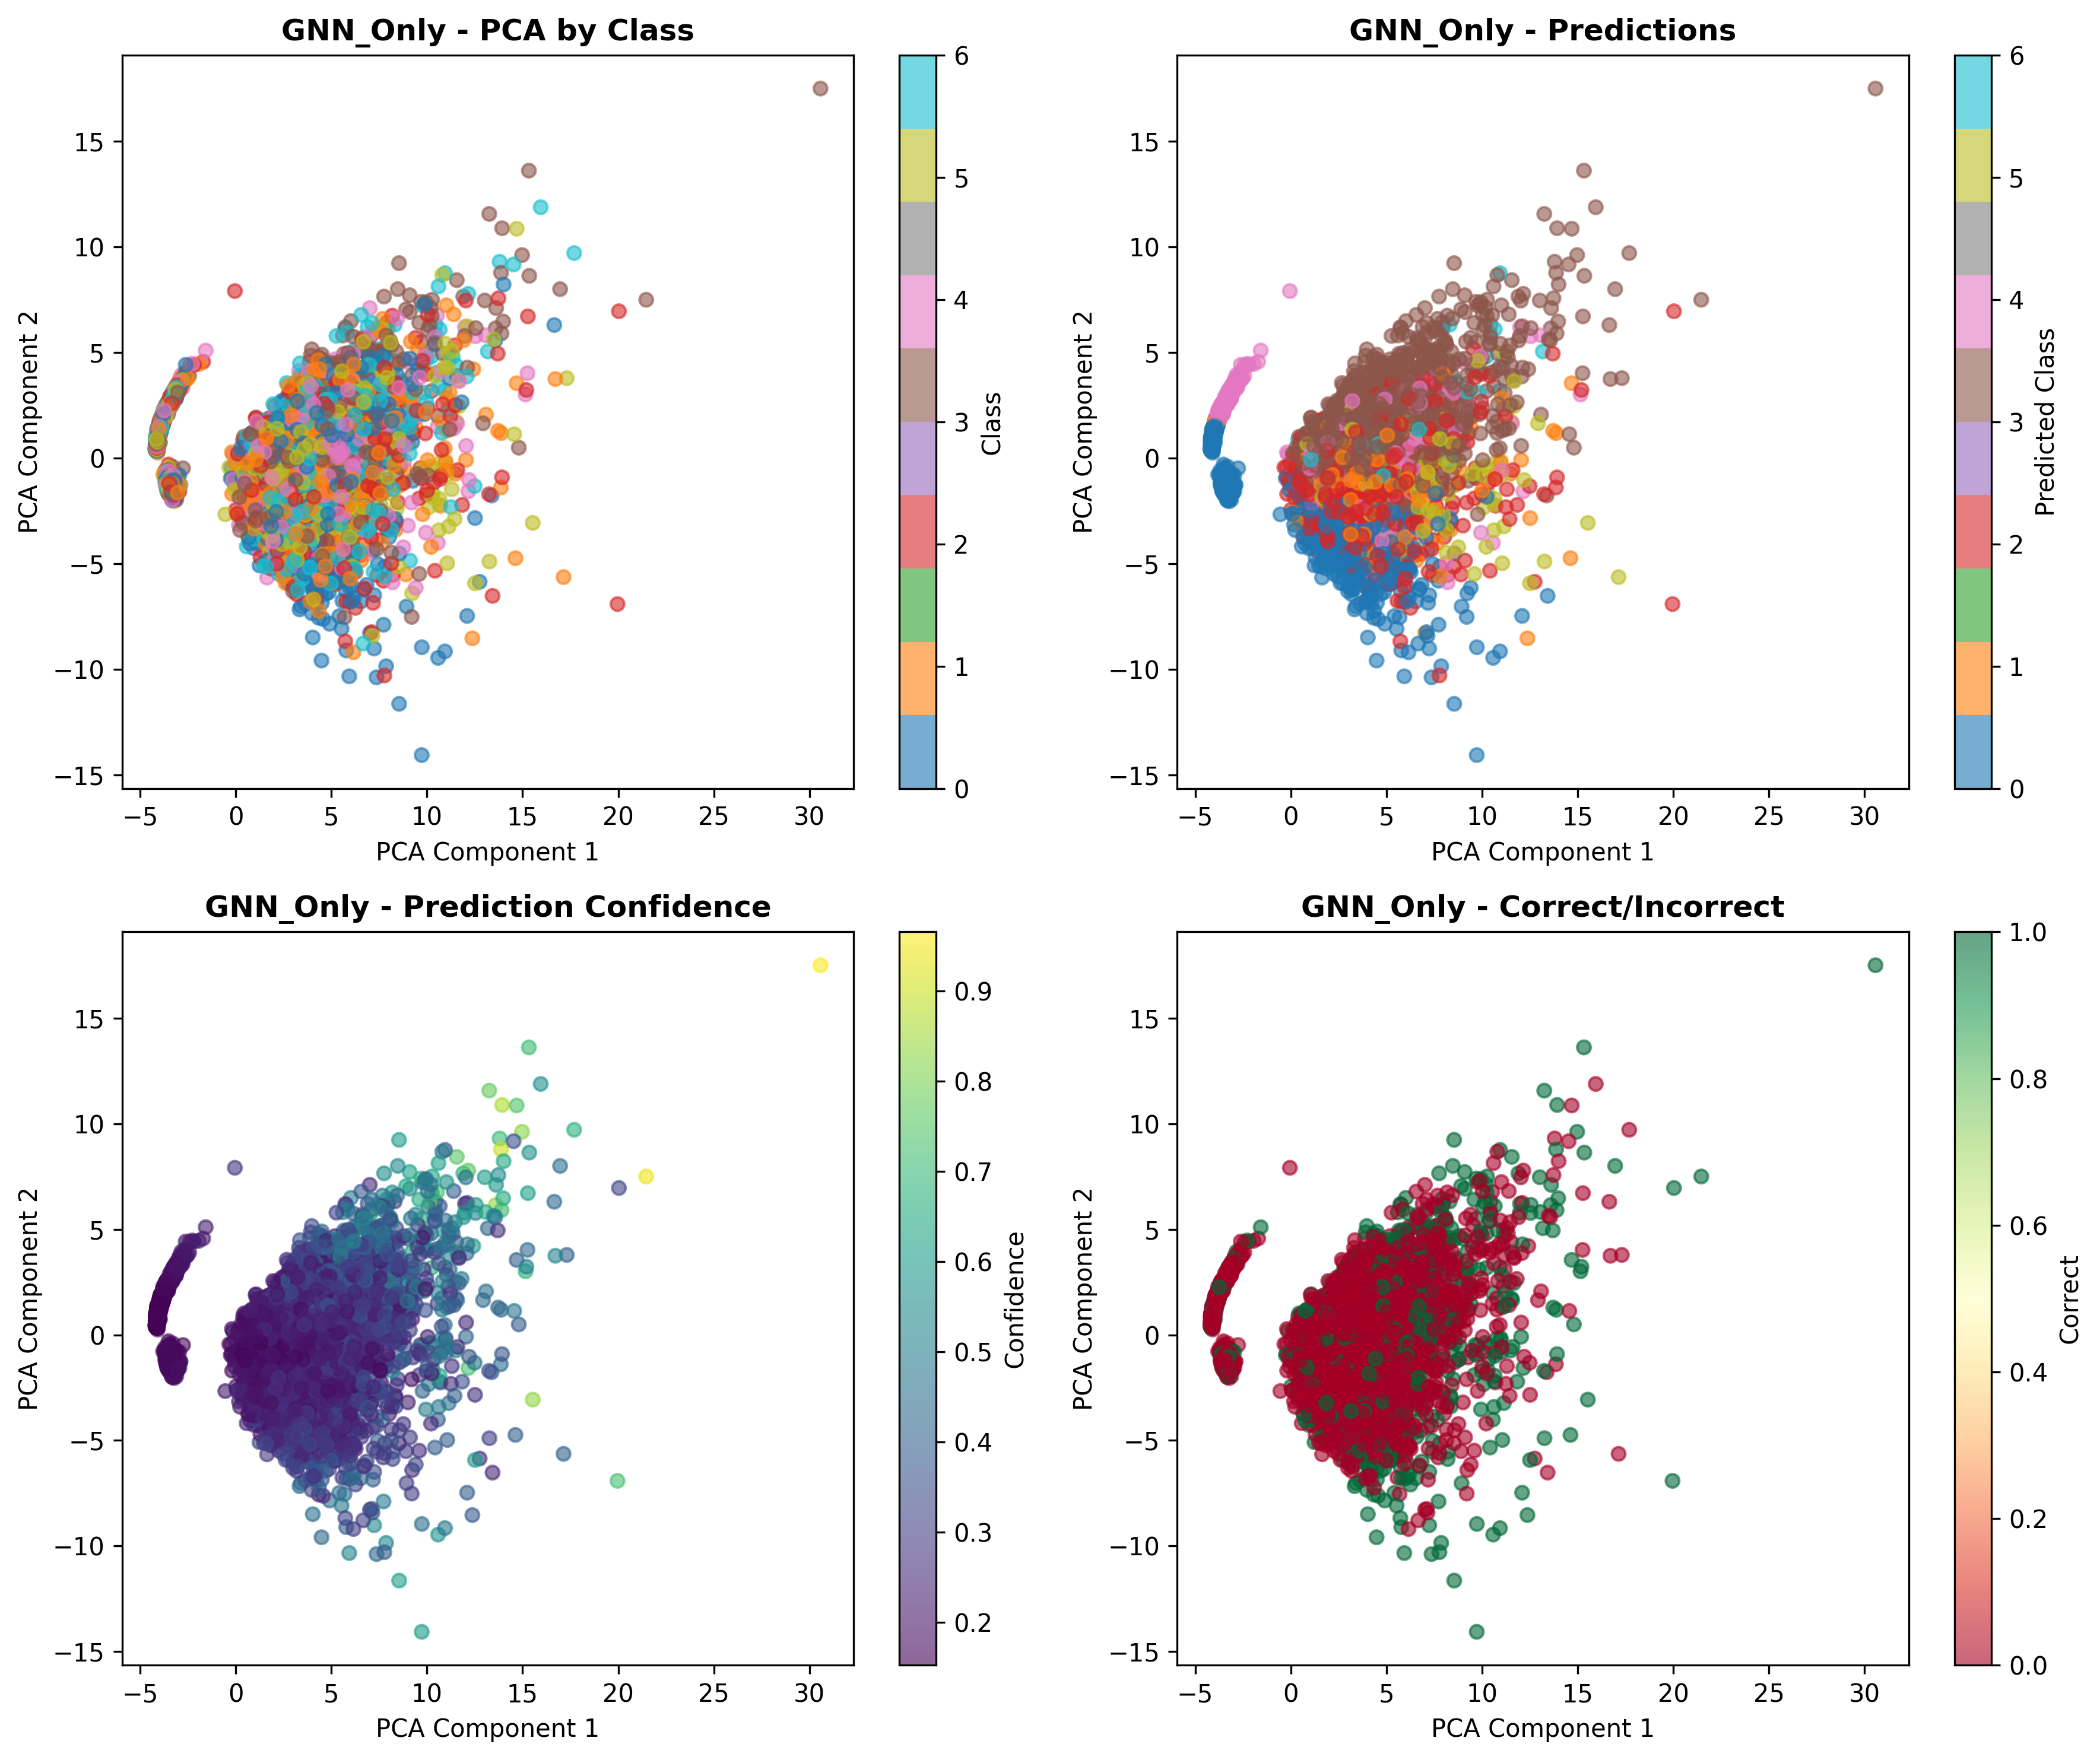 GNN_Only - PCA by Class
PCA Component 2
15
10
5
0
−5
−10
−15
−5 0 5 10 15 20 25 30
PCA Component 1
6
5
4
3
2
1
0
Class
GNN_Only - Predictions
PCA Component 2
15
10
5
0
−5
−10
−15
−5 0 5 10 15 20 25 30
PCA Component 1
6
5
4
3
2
1
0
Predicted Class
GNN_Only - Prediction Confidence
PCA Component 2
15
10
5
0
−5
−10
−15
−5 0 5 10 15 20 25 30
PCA Component 1
0.9
0.8
0.7
0.6
0.5
0.4
0.3
0.2
Confidence
GNN_Only - Correct/Incorrect
PCA Component 2
15
10
5
0
−5
−10
−15
−5 0 5 10 15 20 25 30
PCA Component 1
1.0
0.8
0.6
0.4
0.2
0.0
Correct